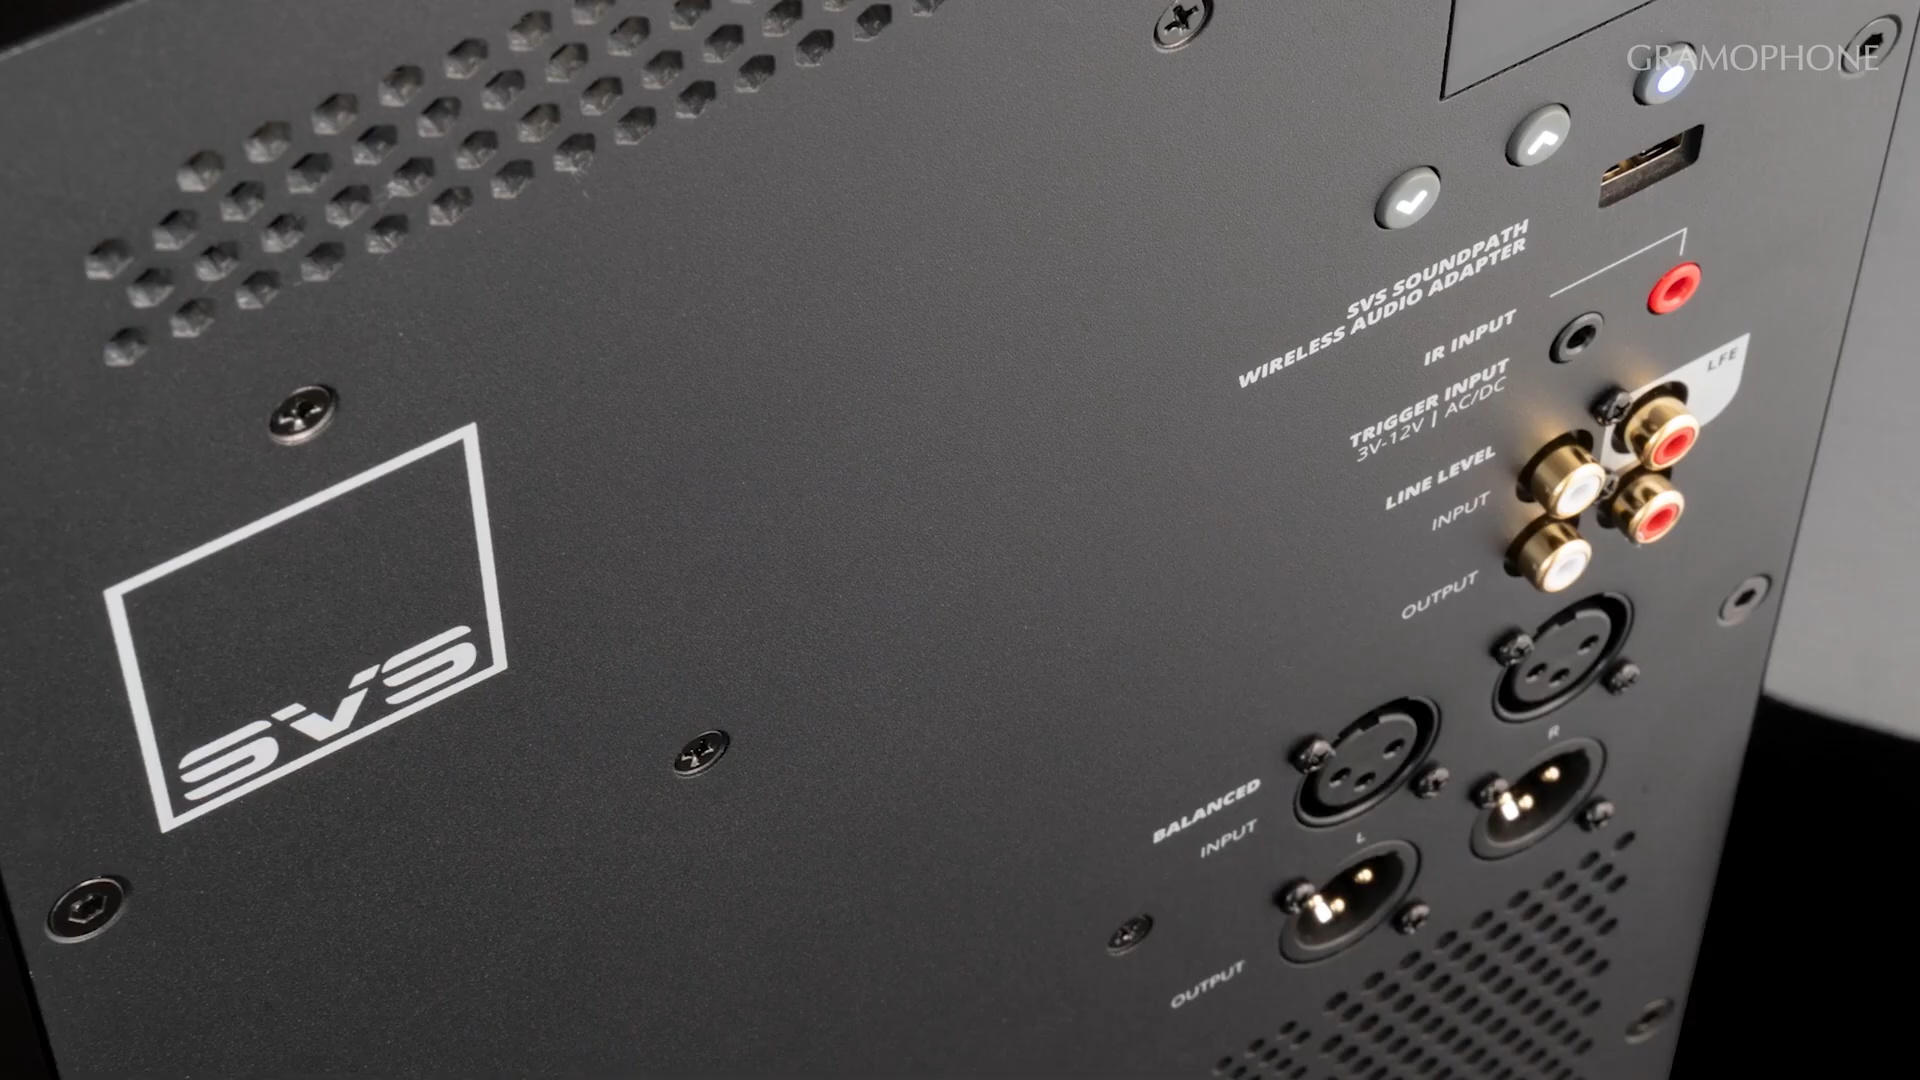 GRAMOPHONE
SVS SOUNDPATH
WIRELESS AUDIO ADAPTER
IR INPUT
TRIGGER INPUT
3V-12V | AC/DC
LFE
LINE LEVEL
INPUT
OUTPUT
SVS
R
BALANCED
INPUT
L
OUTPUT